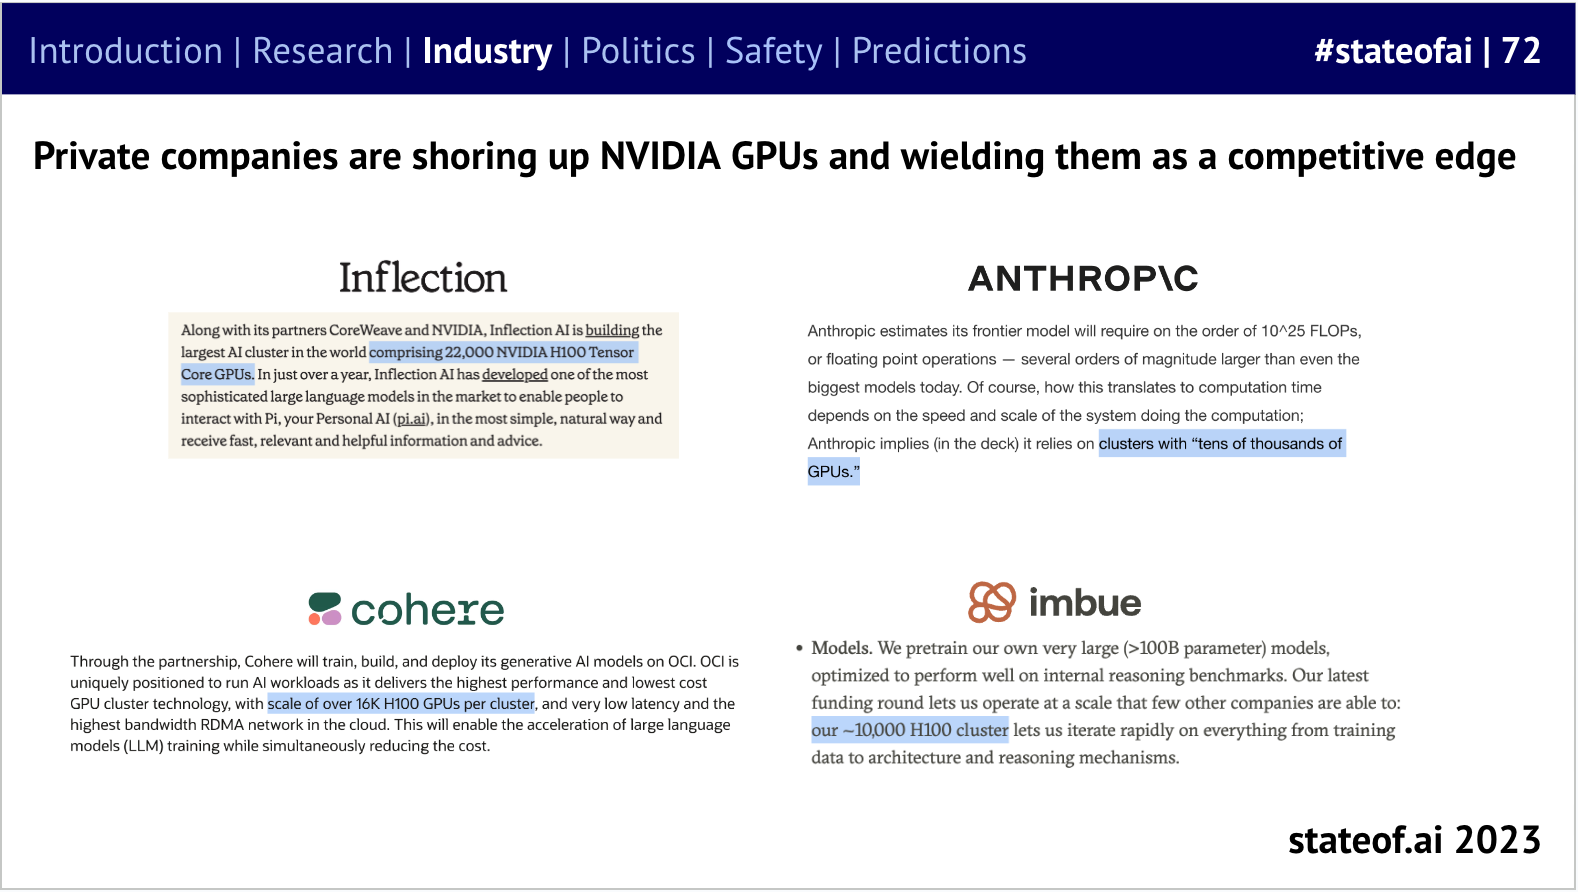 Introduction | Research | Industry | Politics | Safety | Predictions
#stateofai | 72
Private companies are shoring up NVIDIA GPUs and wielding them as a competitive edge
Inflection
Along with its partners CoreWeave and NVIDIA, Inflection AI is building the
largest AI cluster in the world comprising 22,000 NVIDIA H100 Tensor
Core GPUs. In just over a year, Inflection AI has developed one of the most
sophisticated large language models in the market to enable people to
interact with Pi, your Personal AI (pi.ai), in the most simple, natural way and
receive fast, relevant and helpful information and advice.
ANTHROP\C
Anthropic estimates its frontier model will require on the order of 10^25 FLOPs,
or floating point operations — several orders of magnitude larger than even the
biggest models today. Of course, how this translates to computation time
depends on the speed and scale of the system doing the computation;
Anthropic implies (in the deck) it relies on clusters with “tens of thousands of
GPUs.”
cohere
Through the partnership, Cohere will train, build, and deploy its generative AI models on OCI. OCI is
uniquely positioned to run AI workloads as it delivers the highest performance and lowest cost
GPU cluster technology, with scale of over 16K H100 GPUs per cluster, and very low latency and the
highest bandwidth RDMA network in the cloud. This will enable the acceleration of large language
models (LLM) training while simultaneously reducing the cost.
imbue
• Models. We pretrain our own very large (>100B parameter) models,
optimized to perform well on internal reasoning benchmarks. Our latest
funding round lets us operate at a scale that few other companies are able to:
our ~10,000 H100 cluster lets us iterate rapidly on everything from training
data to architecture and reasoning mechanisms.
stateof.ai 2023